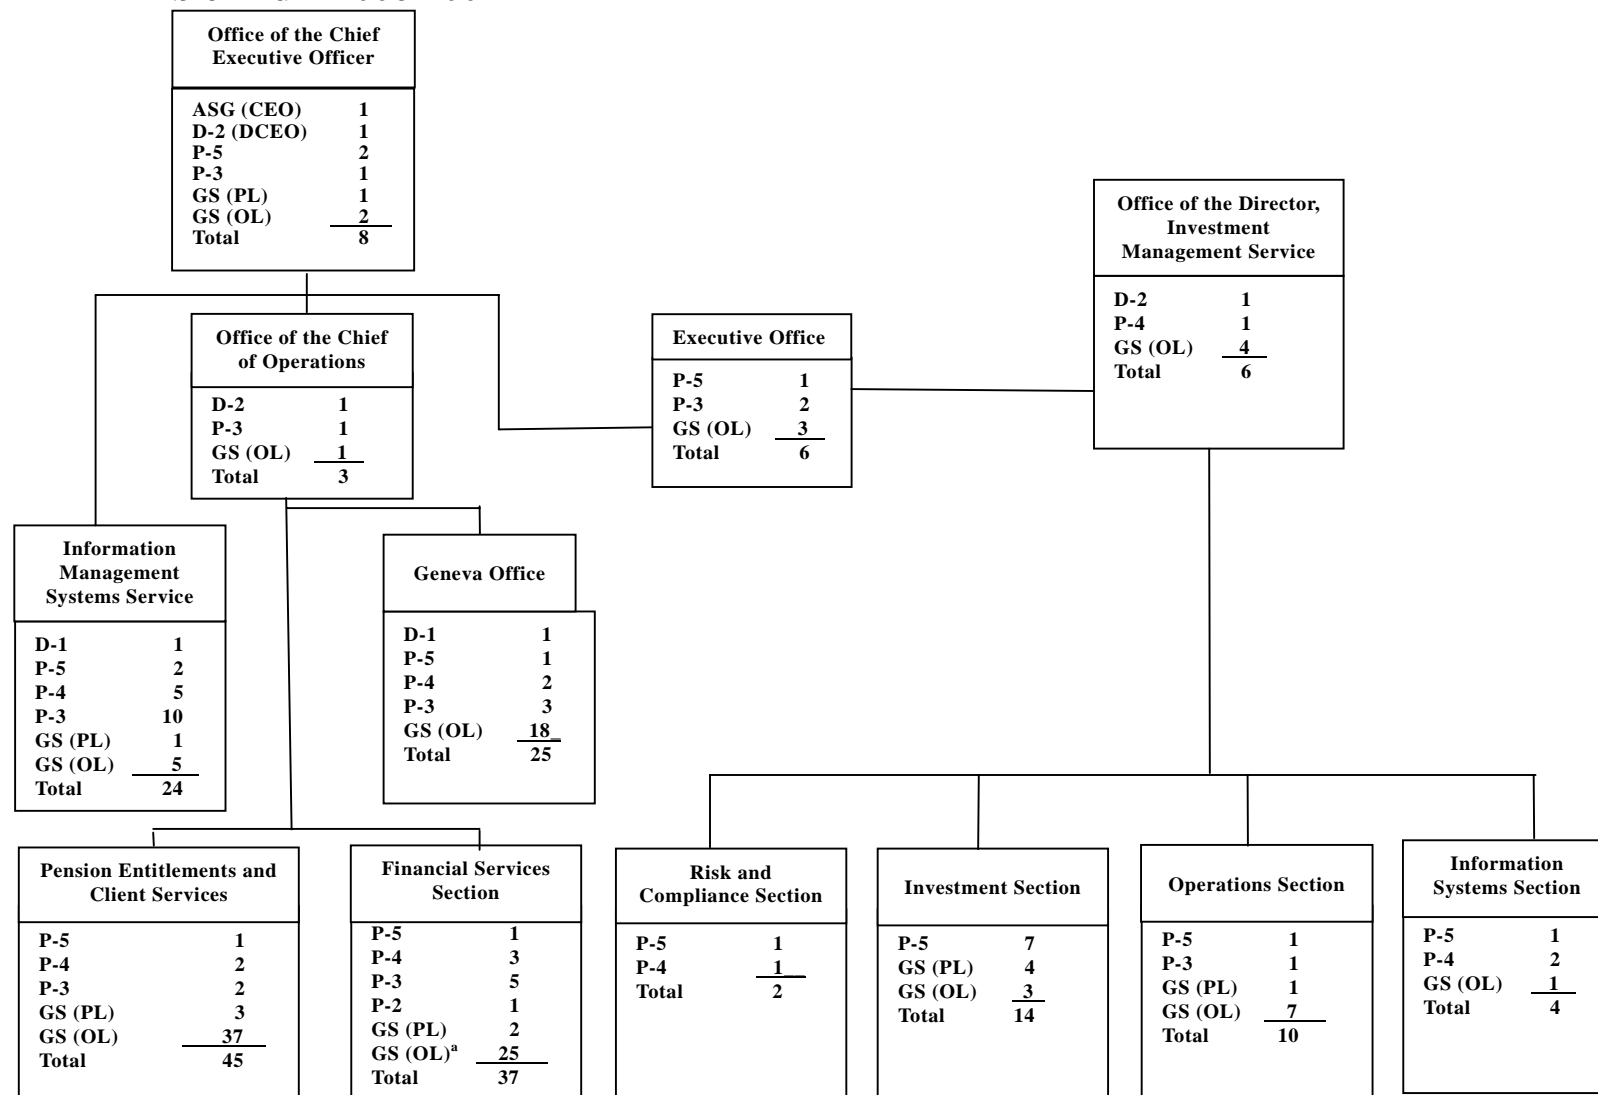 Office of the Chief
Executive Officer
ASG (CEO) 1
D-2 (DCEO) 1
P-5 2
P-3 1
GS (PL) 1
GS (OL) 2
Total 8
Office of the Director,
Investment
Management Service
D-2 1
P-4 1
GS (OL) 4
Total 6
Office of the Chief
of Operations
D-2 1
P-3 1
GS (OL) 1
Total 3
Executive Office
P-5 1
P-3 2
GS (OL) 3
Total 6
Information
Management
Systems Service
D-1 1
P-5 2
P-4 5
P-3 10
GS (PL) 1
GS (OL) 5
Total 24
Geneva Office
D-1 1
P-5 1
P-4 2
P-3 3
GS (OL) 18_
Total 25
Pension Entitlements and
Client Services
P-5 1
P-4 2
P-3 2
GS (PL) 3
GS (OL) 37
Total 45
Financial Services
Section
P-5 1
P-4 3
P-3 5
P-2 1
GS (PL) 2
GS (OL)ᵃ 25
Total 37
Risk and
Compliance Section
P-5 1
P-4 1__
Total 2
Investment Section
P-5 7
GS (PL) 4
GS (OL) 3
Total 14
Operations Section
P-5 1
P-3 1
GS (PL) 1
GS (OL) 7
Total 10
Information
Systems Section
P-5 1
P-4 2
GS (OL) 1
Total 4